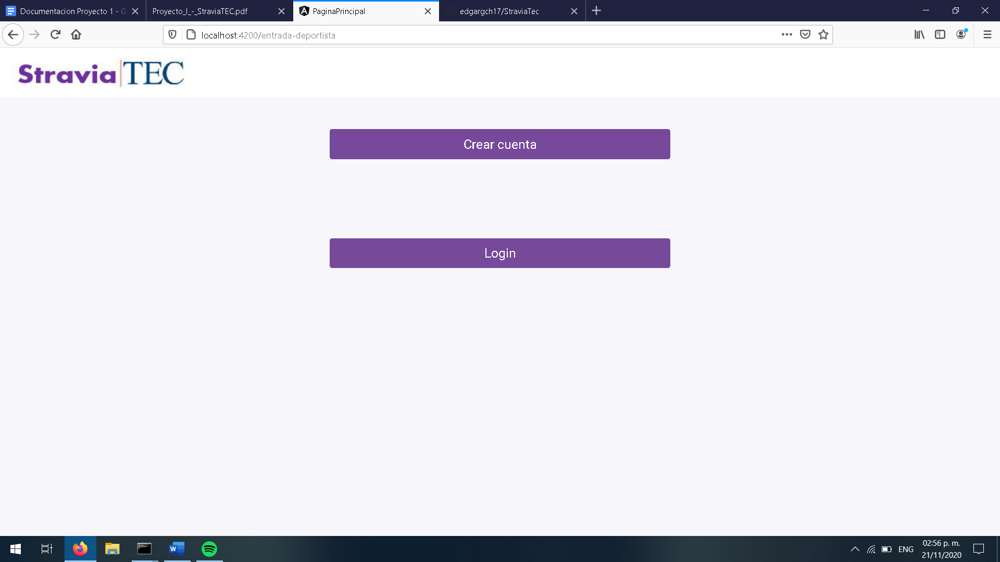 Documentacion Proyecto 1 - G
Proyecto_I_-_StraviaTEC.pdf
PaginaPrincipal
edgargch17/StraviaTec
localhost:4200/entrada-deportista
Stravia|TEC
Crear cuenta
Login
ENG
02:56 p. m.
21/11/2020